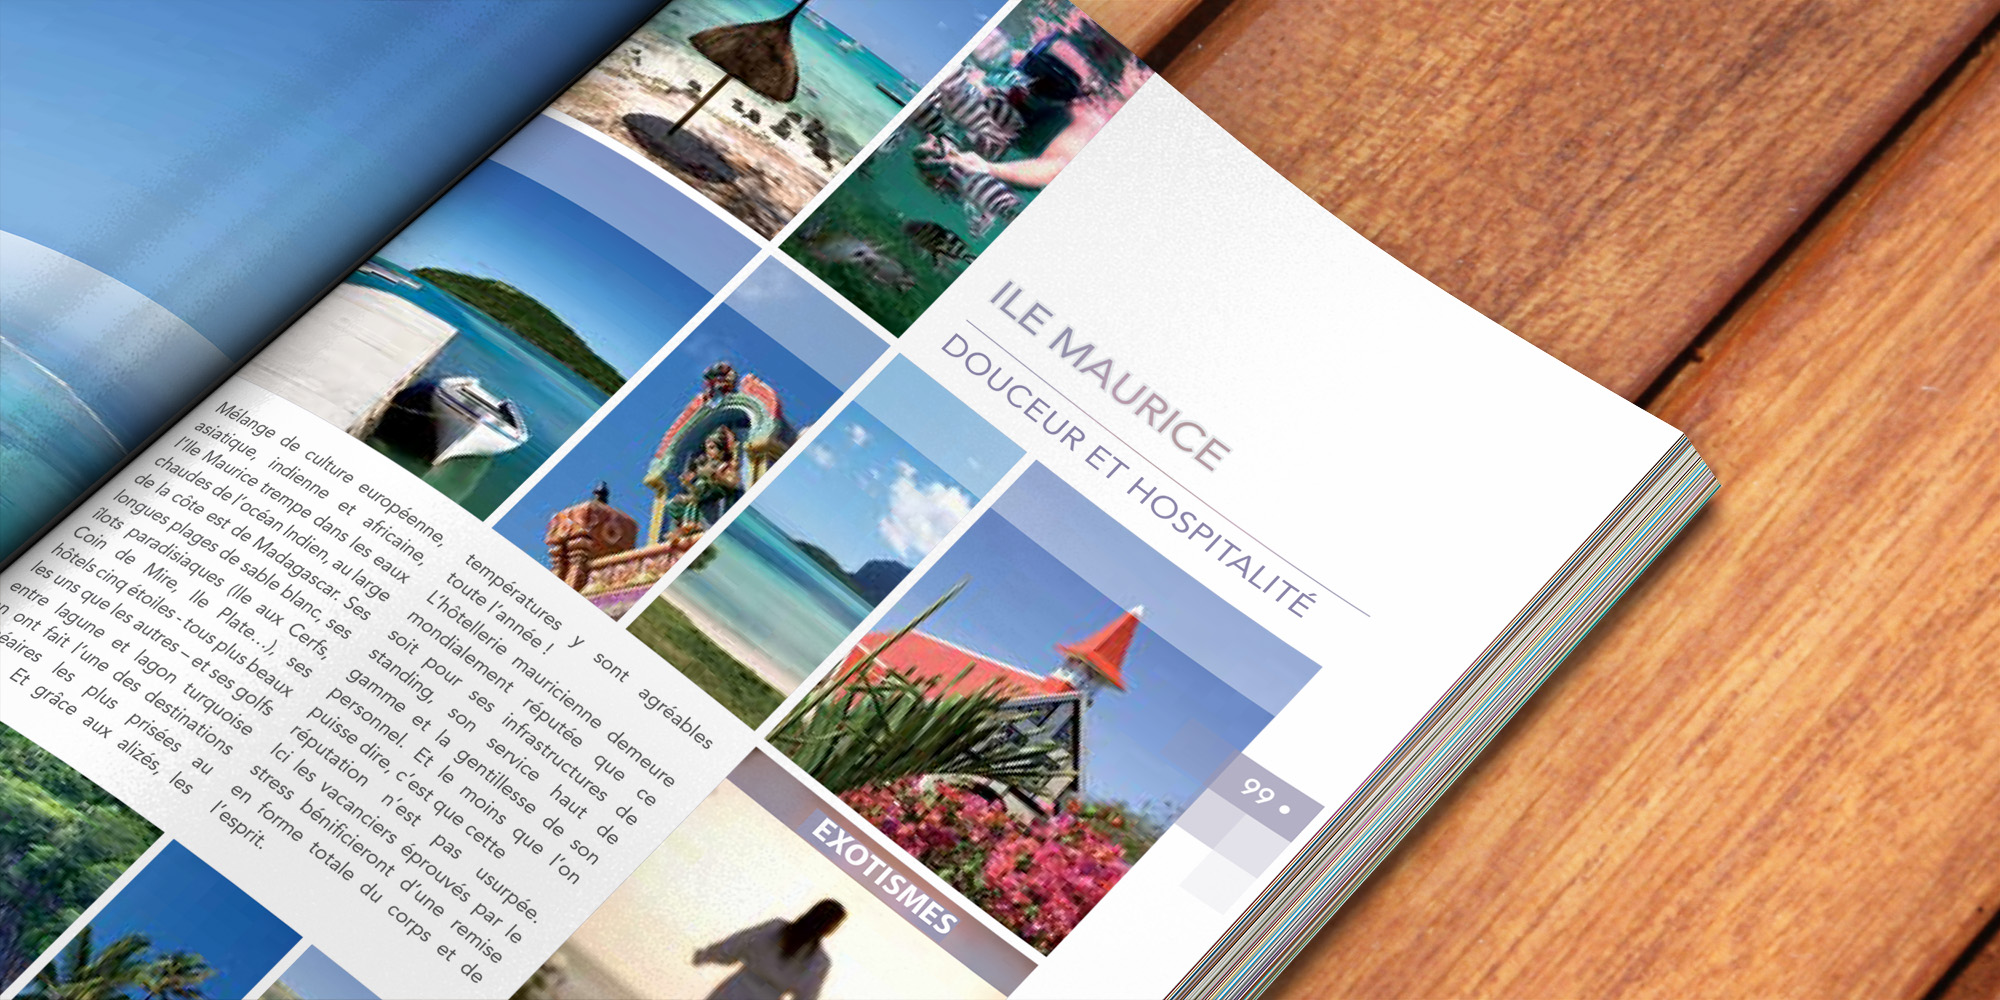 ILE MAURICE
DOUCEUR ET HOSPITALITÉ
Mélange de culture européenne,
asiatique, indienne et africaine,
l'Ile Maurice trempe dans les eaux
chaudes de l'océan Indien, au large
de la côte est de Madagascar. Ses
longues plages de sable blanc, ses
îlots paradisiaques (Ile aux Cerfs,
Coin de Mire, Ile Plate...), ses
hôtels cinq étoiles - tous plus beaux
les uns que les autres – et ses golfs
entre lagune et lagon turquoise
ont fait l'une des destinations
les plus prisées au
Et grâce aux alizés, les
températures y sont agréables
toute l'année !
L'hôtellerie mauricienne demeure
mondialement réputée que ce
soit pour ses infrastructures de
standing, son service haut de
gamme et la gentillesse de son
personnel. Et le moins que l'on
puisse dire, c'est que cette
réputation n'est pas usurpée.
Ici les vacanciers éprouvés par le
stress bénéficieront d'une remise
en forme totale du corps et de
l'esprit.
EXOTISMES
99 •